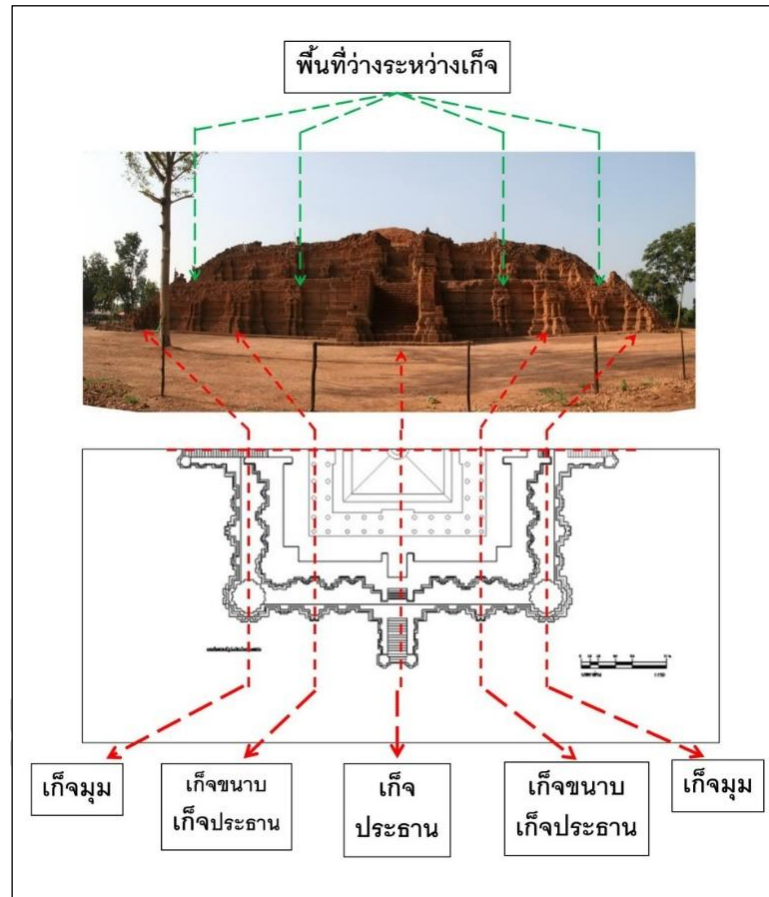 พื้นที่ว่างระหว่างเก็จ
เก็จมุม
เก็จขนาบ
เก็จประธาน
เก็จ
ประธาน
เก็จขนาบ
เก็จประธาน
เก็จมุม